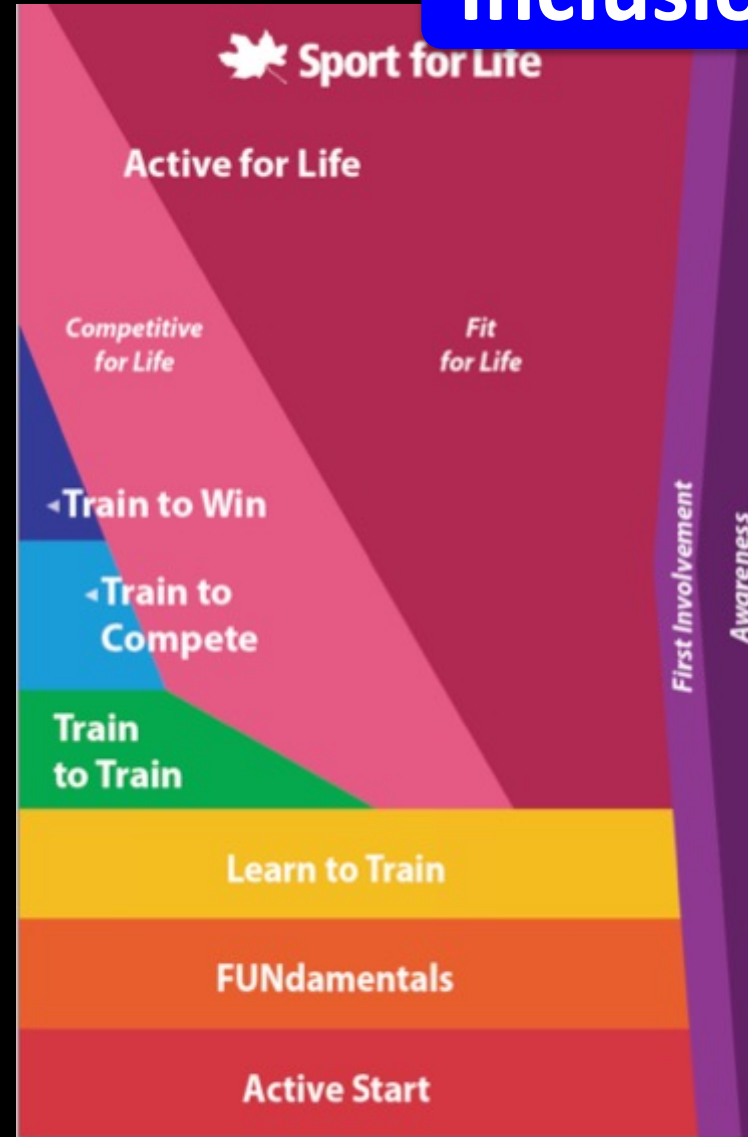 Sport for Life
Active for Life
Competitive
for Life
Fit
for Life
Train to Win
Train to
Compete
Train
to Train
Learn to Train
FUNdamentals
Active Start
First Involvement
Awareness